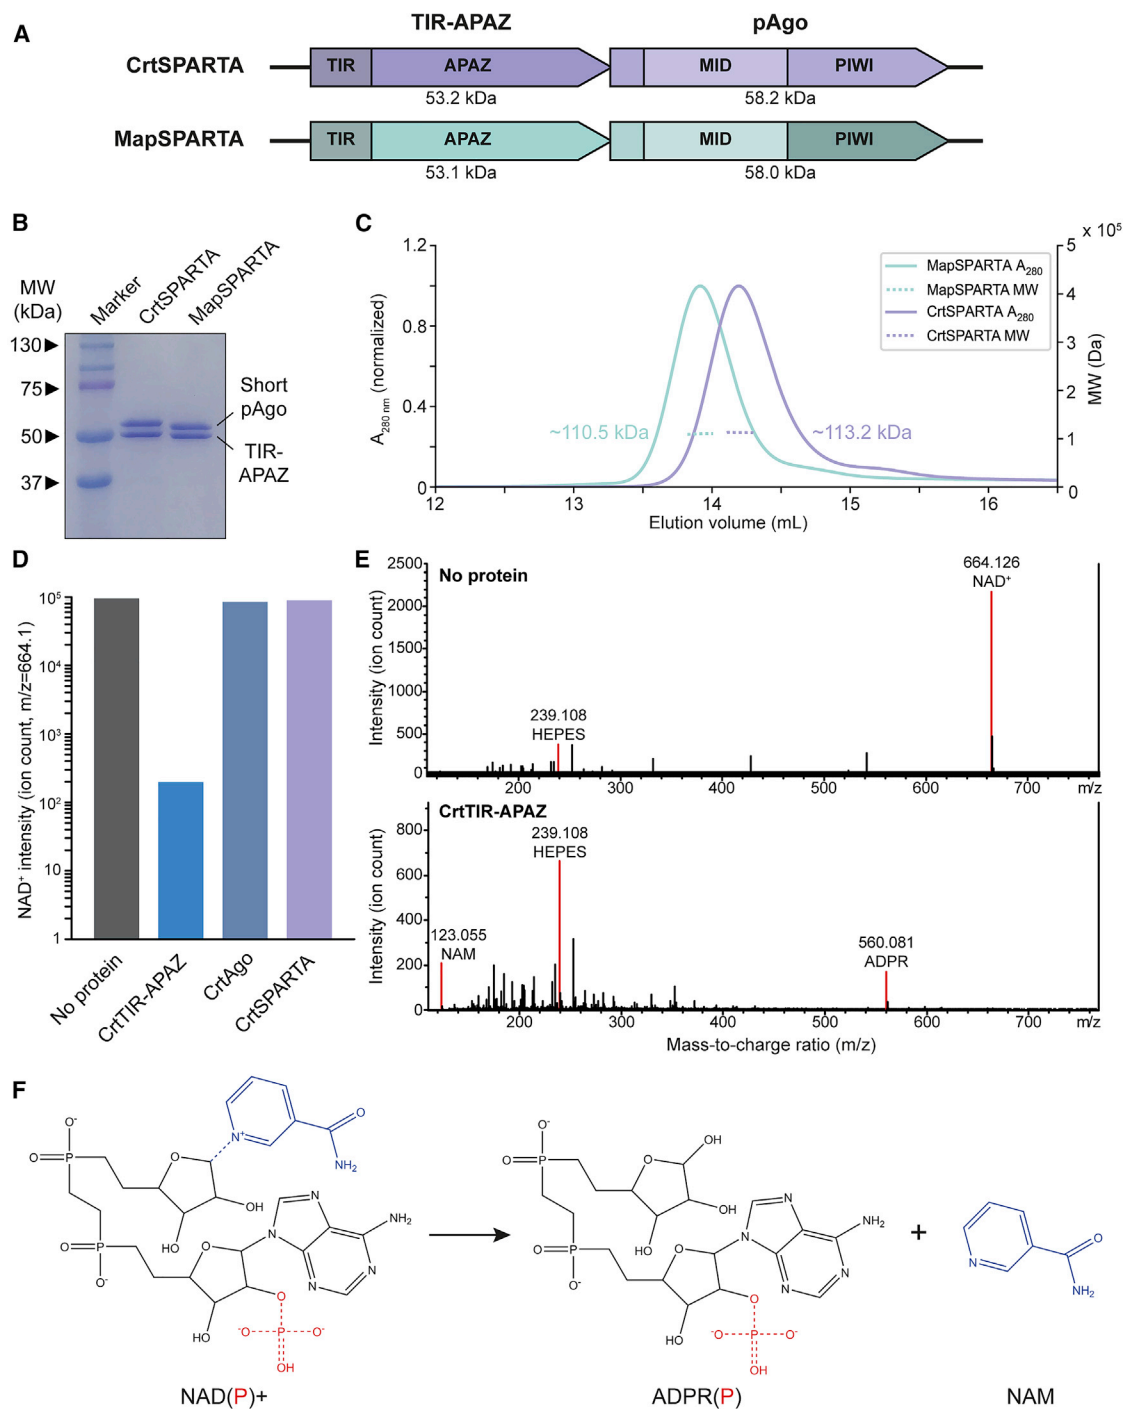 A
TIR-APAZ
pAgo
CrtSPARTA
TIR
APAZ
MID
PIWI
53.2 kDa
58.2 kDa
MapSPARTA
TIR
APAZ
MID
PIWI
53.1 kDa
58.0 kDa
B
MW
(kDa)
Marker
CrtSPARTA
MapSPARTA
130
75
50
37
Short
pAgo
TIR-
APAZ
C
A280 nm (normalized)
1.2
0.8
0.4
0
12
13
14
15
16
Elution volume (mL)
x 10⁵
5
4
3
2
1
0
MW (Da)
MapSPARTA A280
MapSPARTA MW
CrtSPARTA A280
CrtSPARTA MW
~110.5 kDa
~113.2 kDa
D
NAD⁺ intensity (ion count, m/z=664.1)
10⁵
10⁴
10³
10²
10
1
No protein
CrtTIR-APAZ
CrtAgo
CrtSPARTA
E
No protein
Intensity (ion count)
2500
2000
1500
1000
500
0
239.108
HEPES
664.126
NAD⁺
200
300
400
500
600
700
m/z
CrtTIR-APAZ
Intensity (ion count)
800
600
400
200
0
123.055
NAM
239.108
HEPES
560.081
ADPR
200
300
400
500
600
700
m/z
Mass-to-charge ratio (m/z)
F
O⁻
O
P
N⁺
O
NH₂
O
OH
HO
O
P
O⁻
O
N
N
N
N
NH₂
HO
O
⁻O
P
O⁻
OH
NAD(P)+
O⁻
O
P
O
OH
OH
HO
O
P
O⁻
O
N
N
N
N
NH₂
HO
O
⁻O
P
O⁻
OH
ADPR(P)
+
N
O
NH₂
NAM